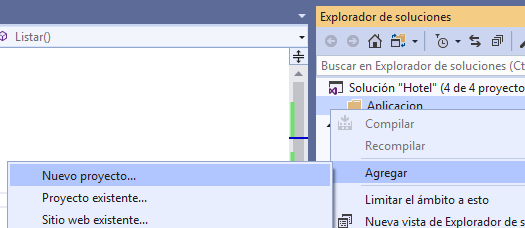 Explorador de soluciones
Listar()
Buscar en Explorador de soluciones (Ct
Solución "Hotel" (4 de 4 proyecto
Aplicacion
Compilar
Recompilar
Agregar
Nuevo proyecto...
Proyecto existente...
Limitar el ámbito a esto
Sitio web existente...
Nueva vista de Explorador de s